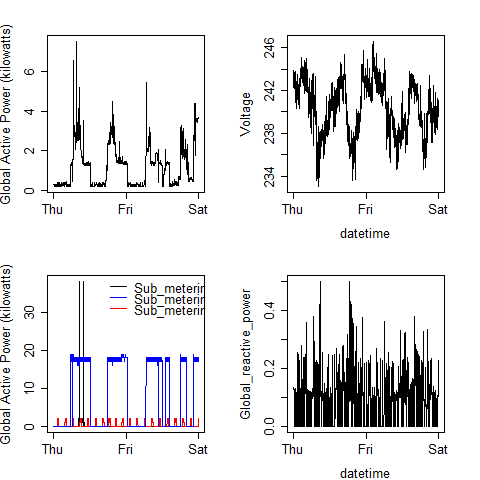 Global Active Power (kilowatts)
0 2 4 6
Thu Fri Sat
Voltage
234 238 242 246
Thu Fri Sat
datetime
Global Active Power (kilowatts)
0 10 20 30
Sub_meterin
Sub_meterin
Sub_meterin
Thu Fri Sat
Global_reactive_power
0.0 0.2 0.4
Thu Fri Sat
datetime